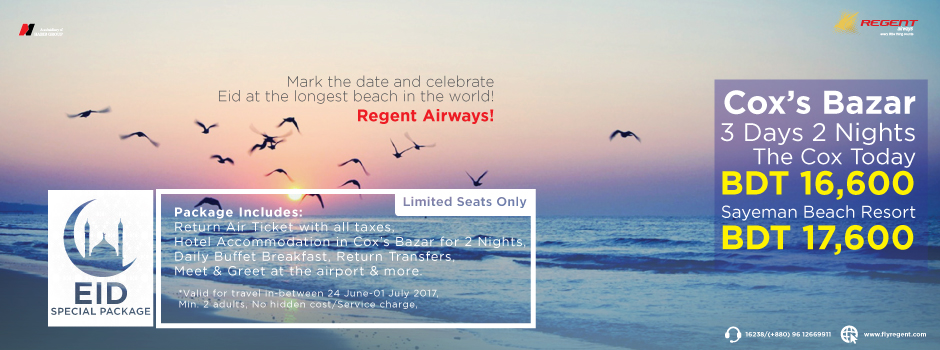 REGENT
airways
Mark the date and celebrate
Eid at the longest beach in the world!
Regent Airways!
Cox's Bazar
3 Days 2 Nights
The Cox Today
BDT 16,600
Sayeman Beach Resort
BDT 17,600
Limited Seats Only
Package Includes:
Return Air Ticket with all taxes,
Hotel Accommodation in Cox's Bazar for 2 Nights,
Daily Buffet Breakfast, Return Transfers,
Meet & Greet at the airport & more.
*Valid for travel in-between 24 June-01 July 2017,
Min. 2 adults, No hidden cost/Service charge,
EID
SPECIAL PACKAGE
16238/(+880) 96 12669911
www.flyregent.com